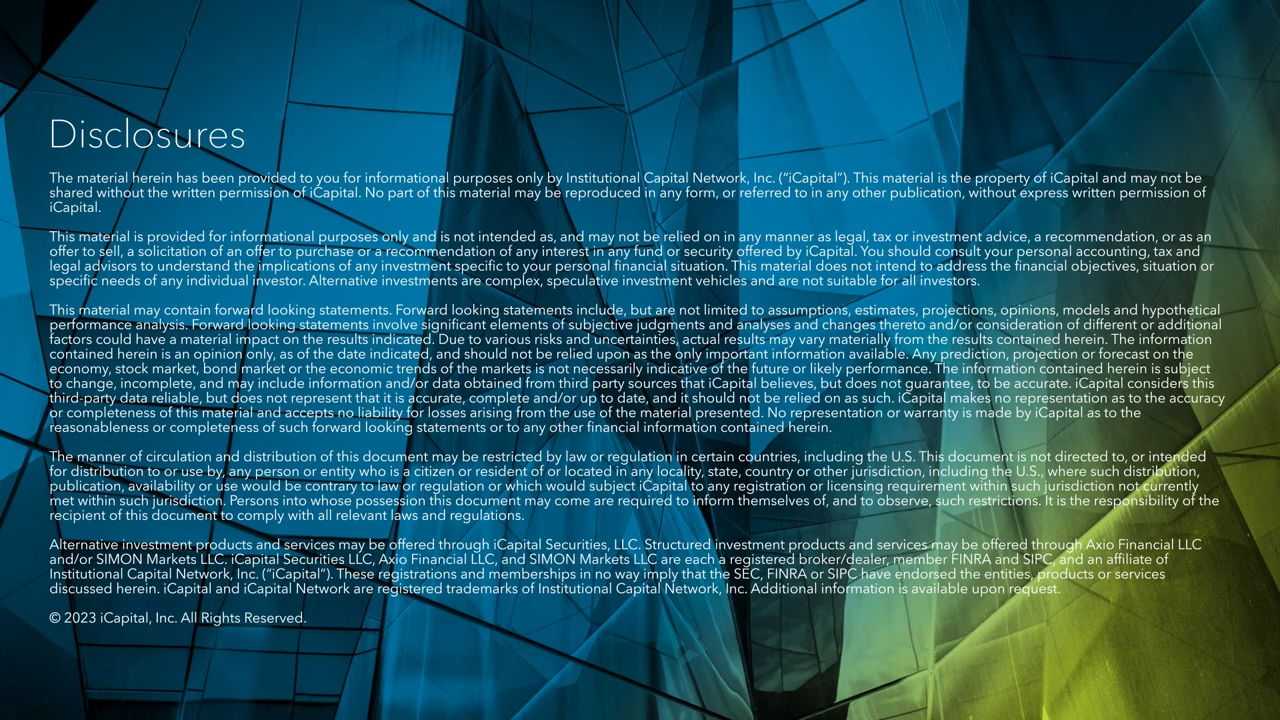 Disclosures
The material herein has been provided to you for informational purposes only by Institutional Capital Network, Inc. (“iCapital”). This material is the property of iCapital and may not be
shared without the written permission of iCapital. No part of this material may be reproduced in any form, or referred to in any other publication, without express written permission of
iCapital.
This material is provided for informational purposes only and is not intended as, and may not be relied on in any manner as legal, tax or investment advice, a recommendation, or as an
offer to sell, a solicitation of an offer to purchase or a recommendation of any interest in any fund or security offered by iCapital. You should consult your personal accounting, tax and
legal advisors to understand the implications of any investment specific to your personal financial situation. This material does not intend to address the financial objectives, situation or
specific needs of any individual investor. Alternative investments are complex, speculative investment vehicles and are not suitable for all investors.
This material may contain forward looking statements. Forward looking statements include, but are not limited to assumptions, estimates, projections, opinions, models and hypothetical
performance analysis. Forward looking statements involve significant elements of subjective judgments and analyses and changes thereto and/or consideration of different or additional
factors could have a material impact on the results indicated. Due to various risks and uncertainties, actual results may vary materially from the results contained herein. The information
contained herein is an opinion only, as of the date indicated, and should not be relied upon as the only important information available. Any prediction, projection or forecast on the
economy, stock market, bond market or the economic trends of the markets is not necessarily indicative of the future or likely performance. The information contained herein is subject
to change, incomplete, and may include information and/or data obtained from third party sources that iCapital believes, but does not guarantee, to be accurate. iCapital considers this
third-party data reliable, but does not represent that it is accurate, complete and/or up to date, and it should not be relied on as such. iCapital makes no representation as to the accuracy
or completeness of this material and accepts no liability for losses arising from the use of the material presented. No representation or warranty is made by iCapital as to the
reasonableness or completeness of such forward looking statements or to any other financial information contained herein.
The manner of circulation and distribution of this document may be restricted by law or regulation in certain countries, including the U.S. This document is not directed to, or intended
for distribution to or use by, any person or entity who is a citizen or resident of or located in any locality, state, country or other jurisdiction, including the U.S., where such distribution,
publication, availability or use would be contrary to law or regulation or which would subject iCapital to any registration or licensing requirement within such jurisdiction not currently
met within such jurisdiction. Persons into whose possession this document may come are required to inform themselves of, and to observe, such restrictions. It is the responsibility of the
recipient of this document to comply with all relevant laws and regulations.
Alternative investment products and services may be offered through iCapital Securities, LLC. Structured investment products and services may be offered through Axio Financial LLC
and/or SIMON Markets LLC. iCapital Securities LLC, Axio Financial LLC, and SIMON Markets LLC are each a registered broker/dealer, member FINRA and SIPC, and an affiliate of
Institutional Capital Network, Inc. (“iCapital”). These registrations and memberships in no way imply that the SEC, FINRA or SIPC have endorsed the entities, products or services
discussed herein. iCapital and iCapital Network are registered trademarks of Institutional Capital Network, Inc. Additional information is available upon request.
© 2023 iCapital, Inc. All Rights Reserved.